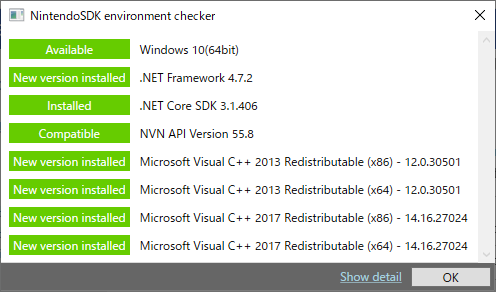 NintendoSDK environment checker
Available Windows 10(64bit)
New version installed .NET Framework 4.7.2
Installed .NET Core SDK 3.1.406
Compatible NVN API Version 55.8
New version installed Microsoft Visual C++ 2013 Redistributable (x86) - 12.0.30501
New version installed Microsoft Visual C++ 2013 Redistributable (x64) - 12.0.30501
New version installed Microsoft Visual C++ 2017 Redistributable (x86) - 14.16.27024
New version installed Microsoft Visual C++ 2017 Redistributable (x64) - 14.16.27024
Show detail OK